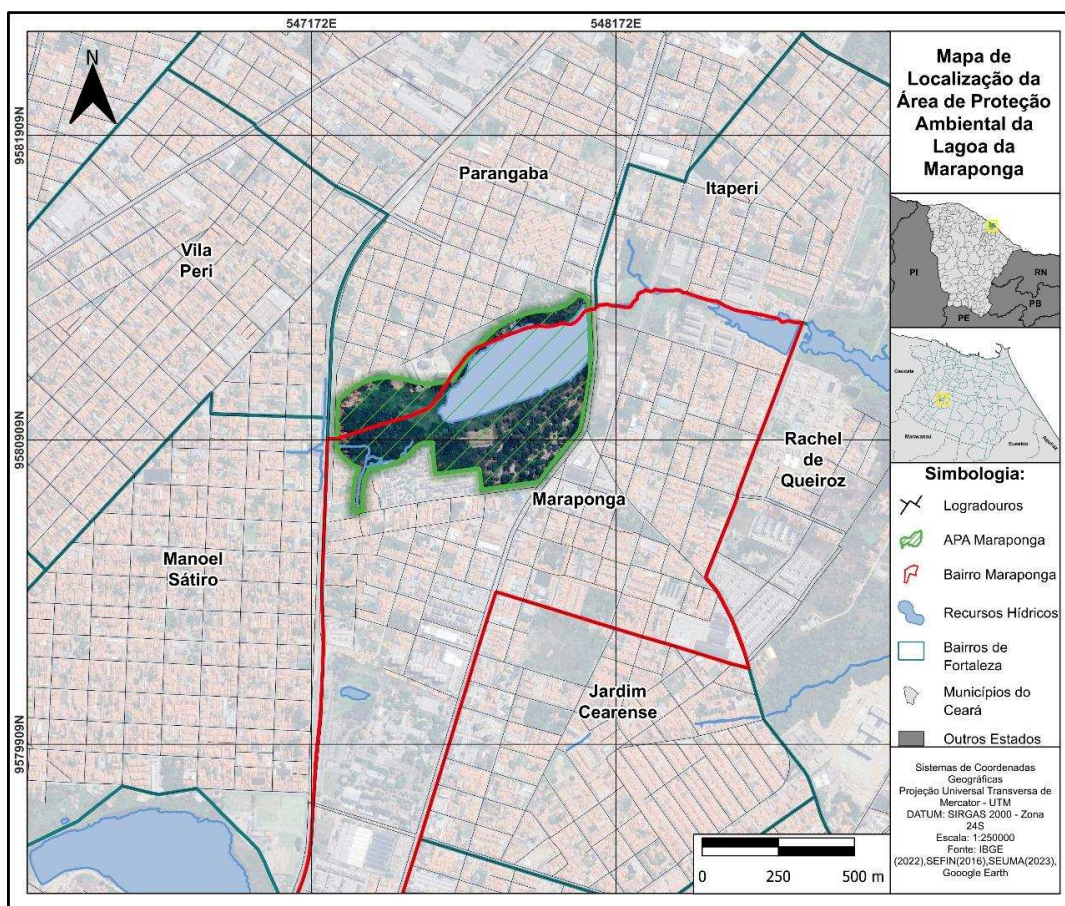 547172E
548172E
N
9581909N
9580909N
9579909N
Parangaba
Itaperi
Vila
Peri
Rachel
de
Queiroz
Maraponga
Manoel
Sátiro
Jardim
Cearense
0 250 500 m
Mapa de
Localização da
Área de Proteção
Ambiental da
Lagoa da
Maraponga
PI
RN
PB
PE
Caucaia
Maracanaú
Eusébio
Aquiraz
Simbologia:
Logradouros
APA Maraponga
Bairro Maraponga
Recursos Hídricos
Bairros de
Fortaleza
Municípios do
Ceará
Outros Estados
Sistemas de Coordenadas
Geográficas
Projeção Universal Transversa de
Mercator - UTM
DATUM: SIRGAS 2000 - Zona
24S
Escala: 1:250000
Fonte: IBGE
(2022),SEFIN(2016),SEUMA(2023),
Gooogle Earth